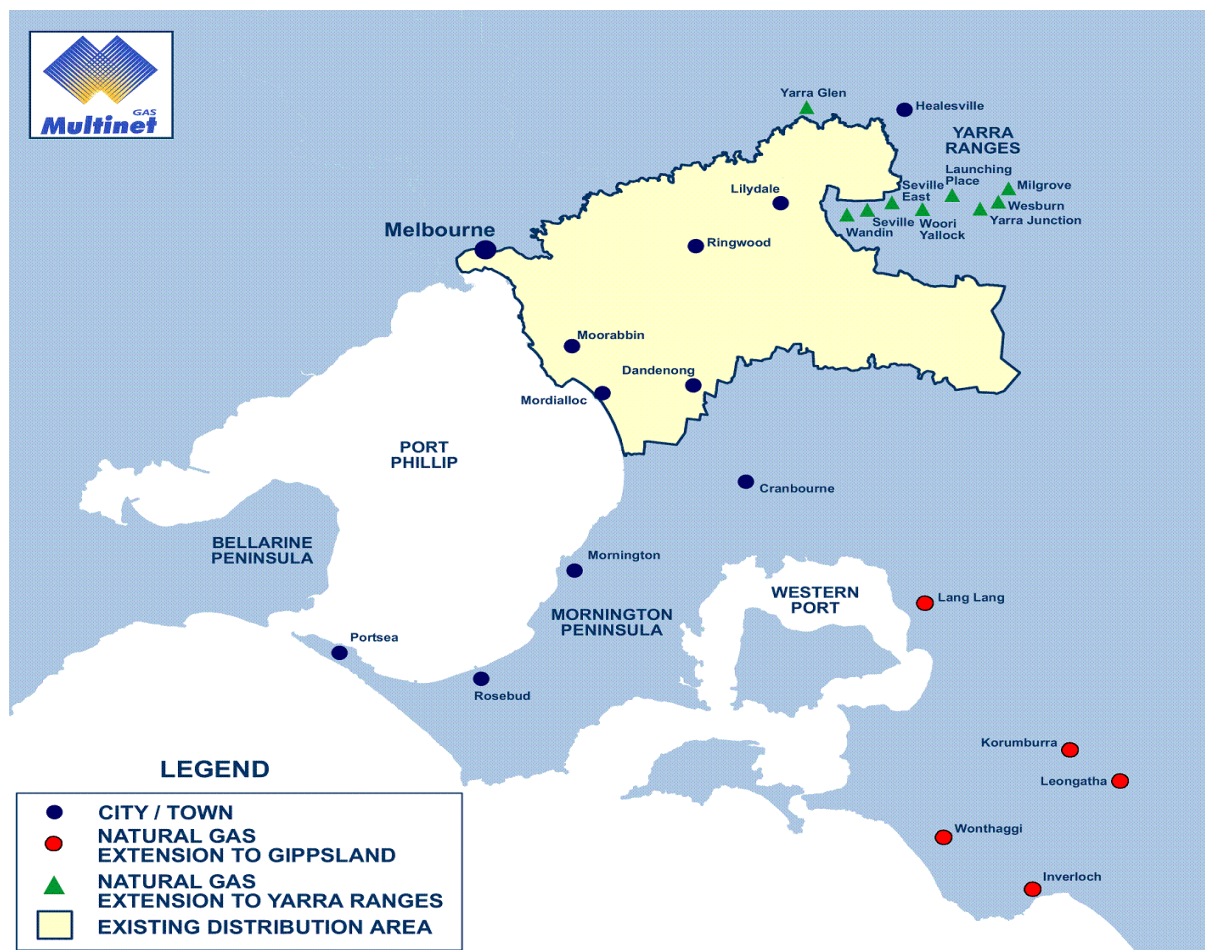 GAS
Multinet
Yarra Glen
Healesville
YARRA
RANGES
Launching
Place
Milgrove
Seville
East
Lilydale
Wesburn
Yarra Junction
Seville
Woori
Yallock
Wandin
Melbourne
Ringwood
Moorabbin
Dandenong
Mordialloc
PORT
PHILLIP
Cranbourne
BELLARINE
PENINSULA
Mornington
WESTERN
PORT
Lang Lang
MORNINGTON
PENINSULA
Portsea
Rosebud
Korumburra
Leongatha
Wonthaggi
Inverloch
LEGEND
CITY / TOWN
NATURAL GAS
EXTENSION TO GIPPSLAND
NATURAL GAS
EXTENSION TO YARRA RANGES
EXISTING DISTRIBUTION AREA